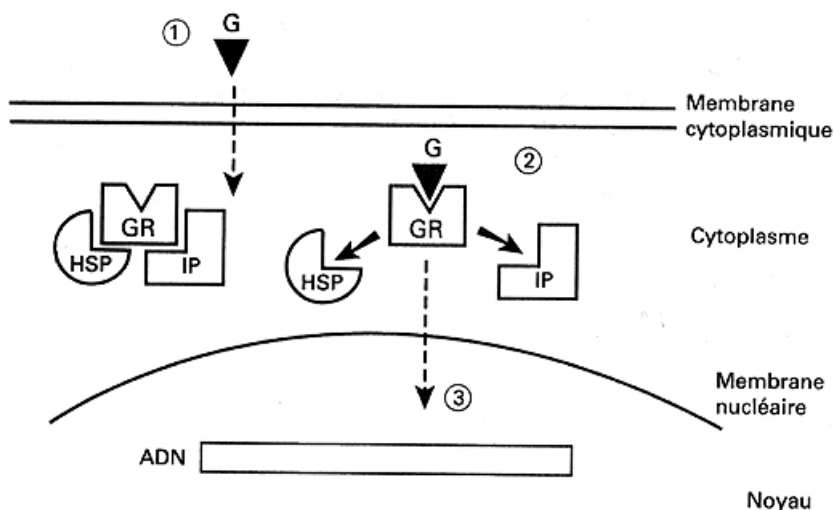 ① G
Membrane
cytoplasmique
G ②
GR
GR
HSP
IP
HSP
IP
Cytoplasme
③
Membrane
nucléaire
ADN
Noyau